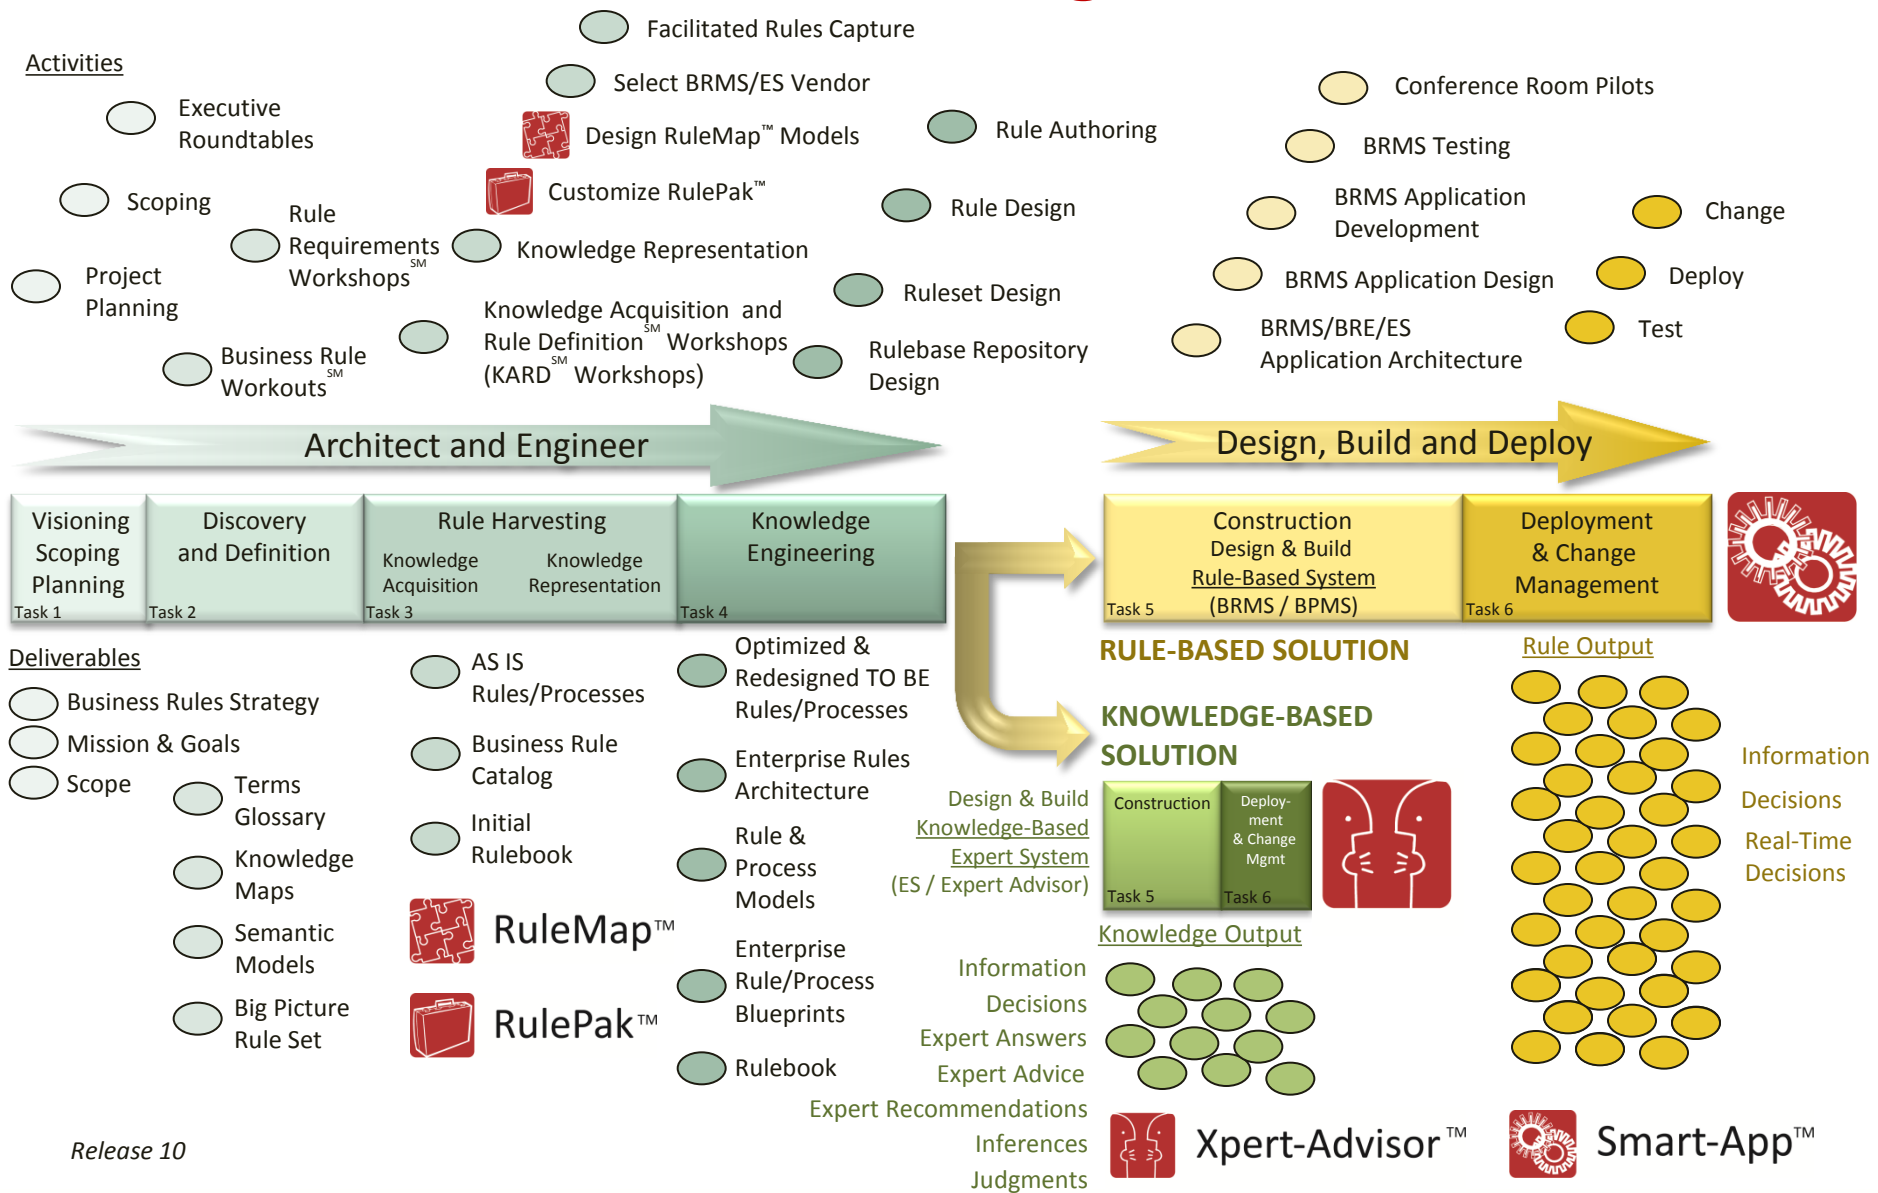 Activities
Facilitated Rules Capture
Select BRMS/ES Vendor
Design RuleMap™ Models
Customize RulePak™
Executive
Roundtables
Scoping
Project
Planning
Rule
Requirements
Workshops℠
Business Rule
Workouts℠
Knowledge Representation
Knowledge Acquisition and
Rule Definition℠ Workshops
(KARD℠ Workshops)
Rule Authoring
Rule Design
Ruleset Design
Rulebase Repository
Design
Conference Room Pilots
BRMS Testing
BRMS Application
Development
BRMS Application Design
BRMS/BRE/ES
Application Architecture
Change
Deploy
Test
Architect and Engineer
Design, Build and Deploy
Visioning
Scoping
Planning
Task 1
Discovery
and Definition
Task 2
Rule Harvesting
Knowledge
Acquisition
Knowledge
Representation
Task 3
Knowledge
Engineering
Task 4
Construction
Design & Build
Rule-Based System
(BRMS / BPMS)
Task 5
Deployment
& Change
Management
Task 6
Deliverables
Business Rules Strategy
Mission & Goals
Scope
Terms
Glossary
Knowledge
Maps
Semantic
Models
Big Picture
Rule Set
AS IS
Rules/Processes
Business Rule
Catalog
Initial
Rulebook
RuleMap™
RulePak™
Optimized &
Redesigned TO BE
Rules/Processes
Enterprise Rules
Architecture
Rule &
Process
Models
Enterprise
Rule/Process
Blueprints
Rulebook
RULE-BASED SOLUTION
KNOWLEDGE-BASED
SOLUTION
Design & Build
Knowledge-Based
Expert System
(ES / Expert Advisor)
Construction
Task 5
Deploy-
ment
& Change
Mgmt
Task 6
Knowledge Output
Information
Decisions
Expert Answers
Expert Advice
Expert Recommendations
Inferences
Judgments
Rule Output
Information
Decisions
Real-Time
Decisions
Xpert-Advisor™
Smart-App™
Release 10